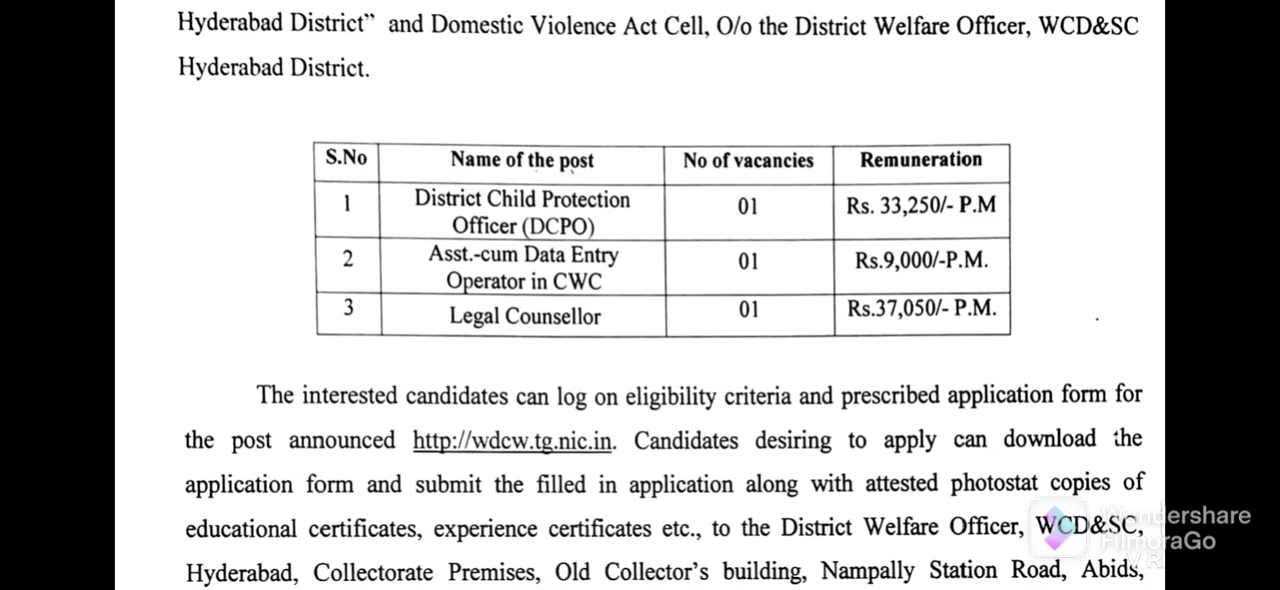 Hyderabad District” and Domestic Violence Act Cell, O/o the District Welfare Officer, WCD&SC
Hyderabad District.
S.No Name of the post No of vacancies Remuneration
1 District Child Protection Officer (DCPO) 01 Rs. 33,250/- P.M
2 Asst.-cum Data Entry Operator in CWC 01 Rs.9,000/-P.M.
3 Legal Counsellor 01 Rs.37,050/- P.M.
The interested candidates can log on eligibility criteria and prescribed application form for
the post announced http://wdcw.tg.nic.in. Candidates desiring to apply can download the
application form and submit the filled in application along with attested photostat copies of
educational certificates, experience certificates etc., to the District Welfare Officer, WCD&SC,
Hyderabad, Collectorate Premises, Old Collector’s building, Nampally Station Road, Abids,
Wondershare
FilmoraGo